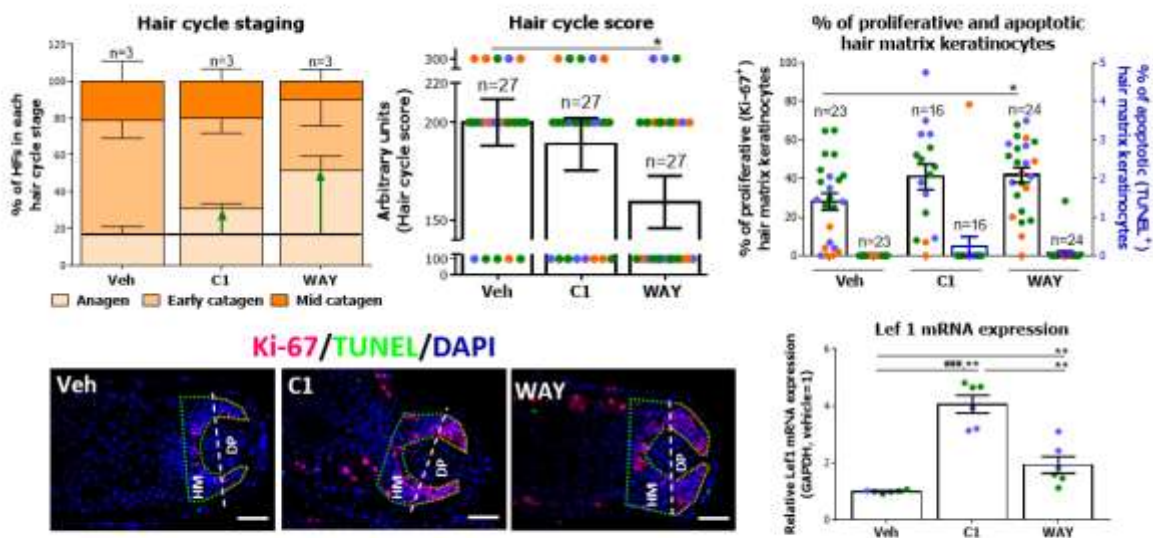 Hair cycle staging
% of HFs in each
hair cycle stage
120
100
80
60
40
20
0
n=3
n=3
n=3
Veh
C1
WAY
Anagen
Early catagen
Mid catagen
Hair cycle score
Arbitrary units
(Hair cycle score)
300
220
200
150
100
0
*
n=27
n=27
n=27
Veh
C1
WAY
% of proliferative and apoptotic
hair matrix keratinocytes
% of proliferative (Ki-67+)
hair matrix keratinocytes
100
80
60
40
20
0
*
n=23
n=16
n=24
n=23
n=16
n=24
Veh
C1
WAY
5
4
3
2
1
0
% of apoptotic (TUNEL+)
hair matrix keratinocytes
Ki-67/TUNEL/DAPI
Veh
HM
DP
C1
HM
DP
WAY
HM
DP
Lef 1 mRNA expression
Relative Lef1 mRNA expression
(GAPDH, vehicle=1)
6
4
2
0
**
###,**
**
Veh
C1
WAY